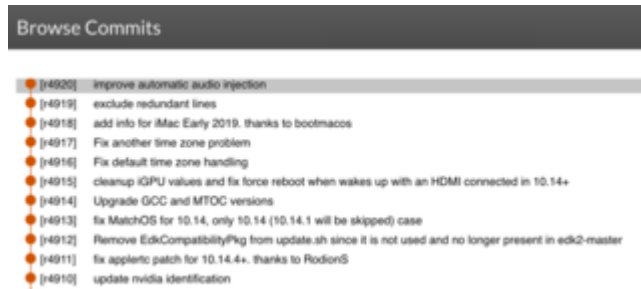 Browse Commits
[r4920] improve automatic audio injection
[r4919] exclude redundant lines
[r4918] add info for iMac Early 2019. thanks to bootmacos
[r4917] Fix another time zone problem
[r4916] Fix default time zone handling
[r4915] cleanup iGPU values and fix force reboot when wakes up with an HDMI connected in 10.14+
[r4914] Upgrade GCC and MTOC versions
[r4913] fix MatchOS for 10.14, only 10.14 (10.14.1 will be skipped) case
[r4912] Remove EdkCompatibilityPkg from update.sh since it is not used and no longer present in edk2-master
[r4911] fix applertc patch for 10.14.4+. thanks to RodionS
[r4910] update nvidia identification